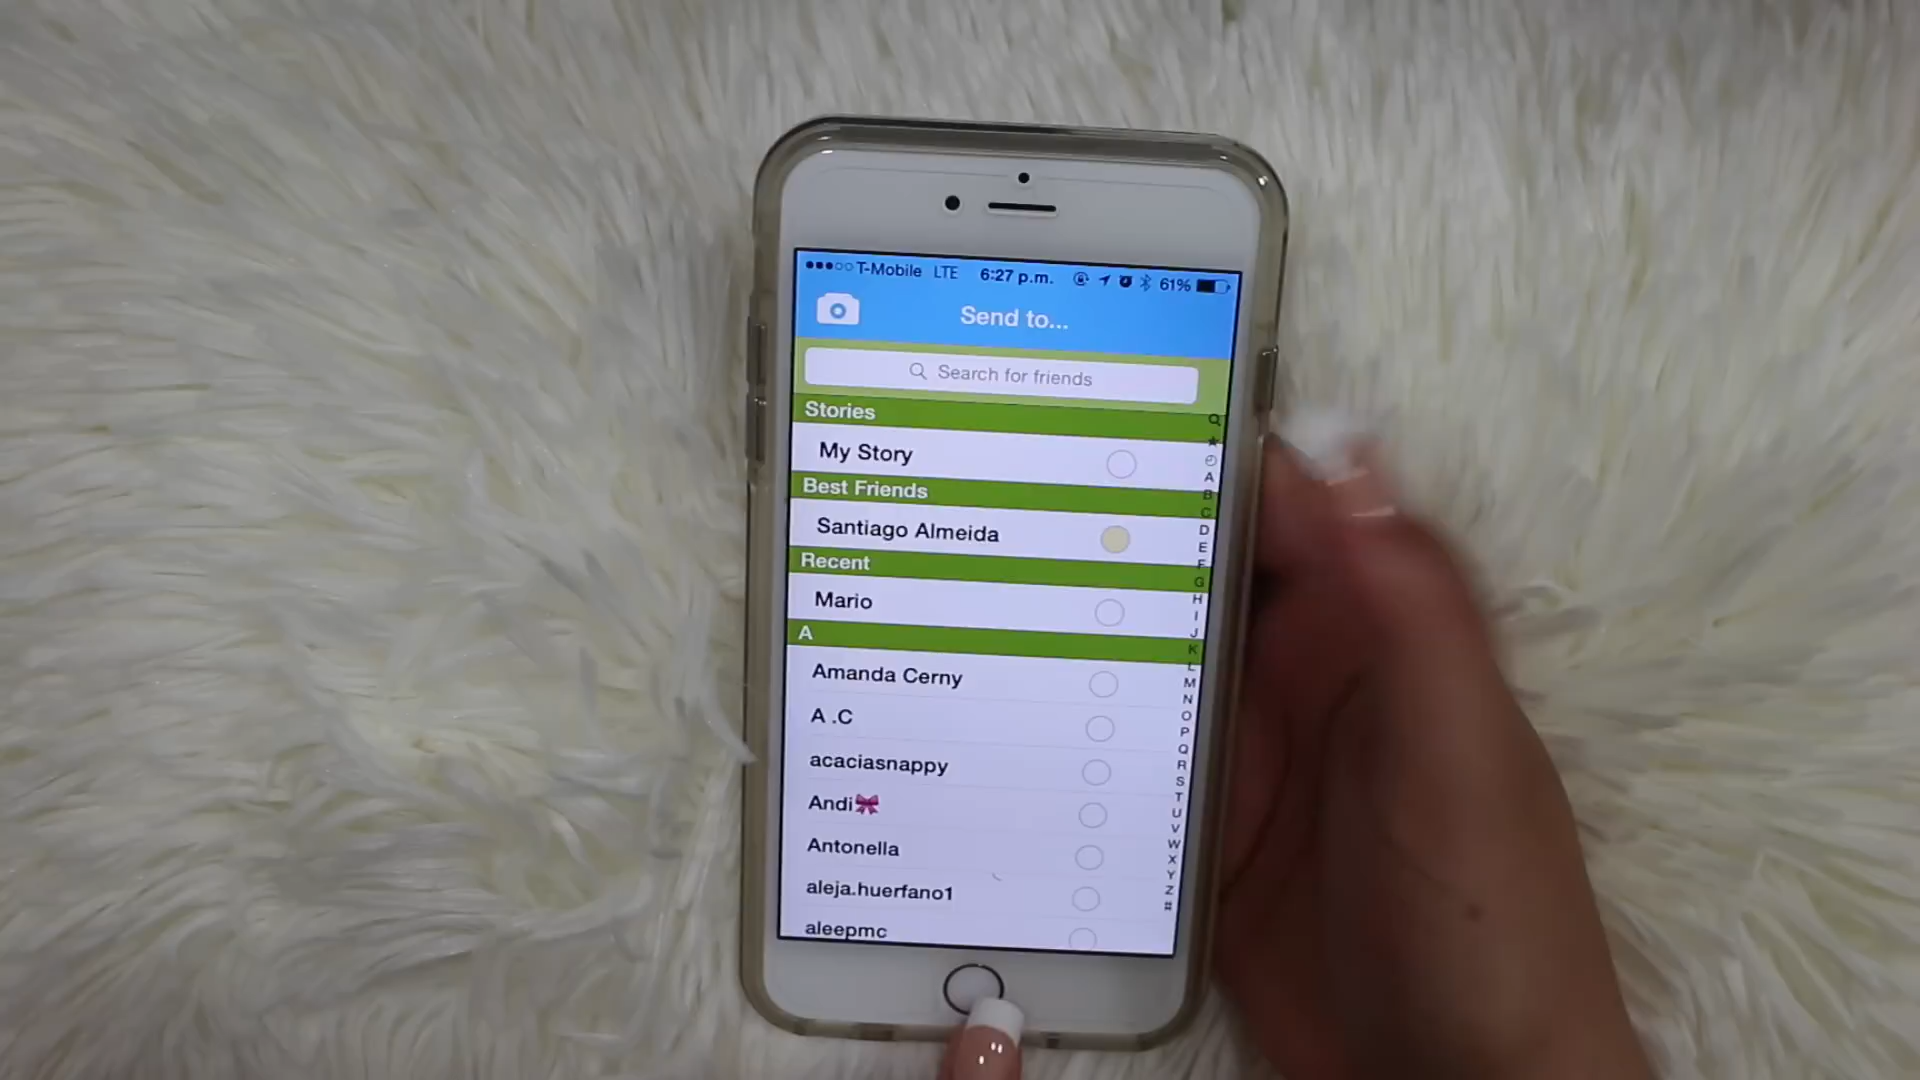 T-Mobile LTE 6:27 p.m. 61%
Send to...
Search for friends
Stories
My Story
Best Friends
Santiago Almeida
Recent
Mario
A
Amanda Cerny
A .C
acaciasnappy
Andi🎀
Antonella
aleja.huerfano1
aleepmc
A
B
C
D
E
F
G
H
I
J
K
L
M
N
O
P
Q
R
S
T
U
V
W
X
Y
Z
#